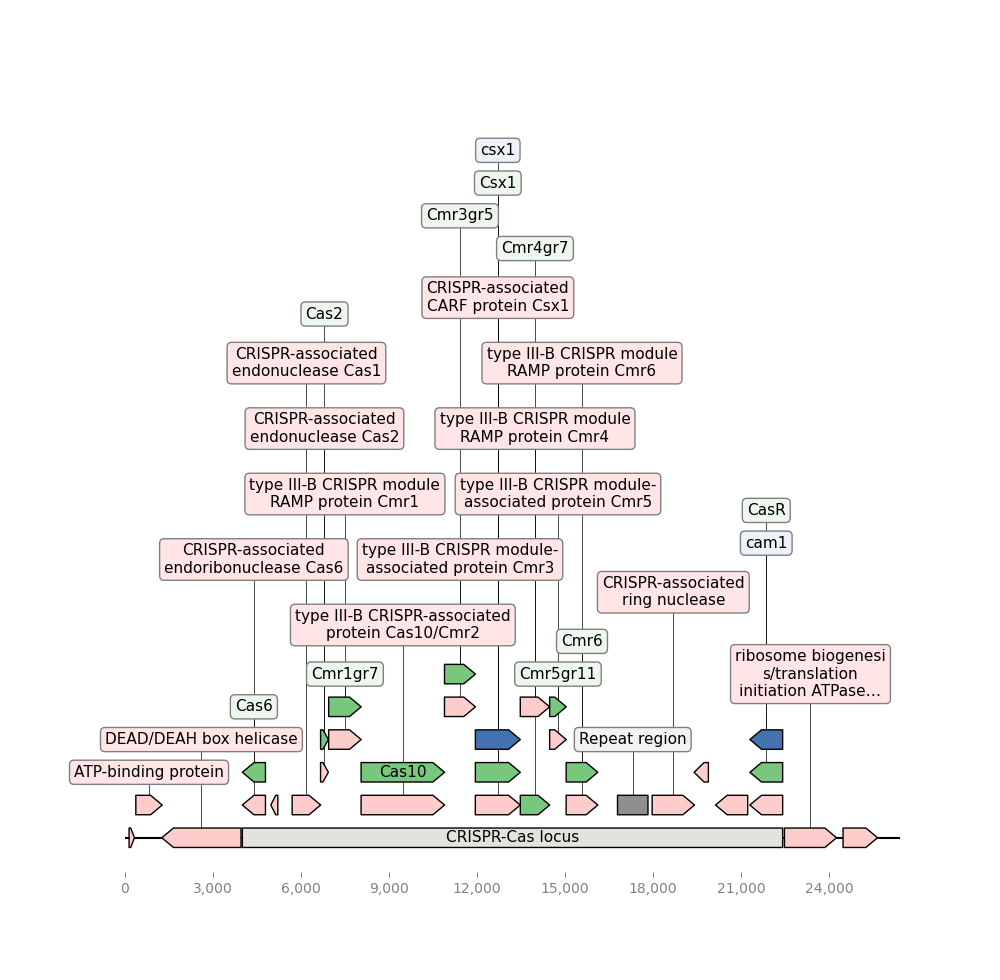 csx1
Csx1
Cmr3gr5
Cmr4gr7
CRISPR-associated
CARF protein Csx1
Cas2
CRISPR-associated
endonuclease Cas1
type III-B CRISPR module
RAMP protein Cmr6
CRISPR-associated
endonuclease Cas2
type III-B CRISPR module
RAMP protein Cmr4
type III-B CRISPR module
RAMP protein Cmr1
type III-B CRISPR module-
associated protein Cmr5
CasR
cam1
CRISPR-associated
endoribonuclease Cas6
type III-B CRISPR module-
associated protein Cmr3
CRISPR-associated
ring nuclease
type III-B CRISPR-associated
protein Cas10/Cmr2
Cmr6
ribosome biogenesi
s/translation
initiation ATPase…
Cmr1gr7
Cmr5gr11
Cas6
DEAD/DEAH box helicase
Repeat region
ATP-binding protein
Cas10
CRISPR-Cas locus
0
3,000
6,000
9,000
12,000
15,000
18,000
21,000
24,000